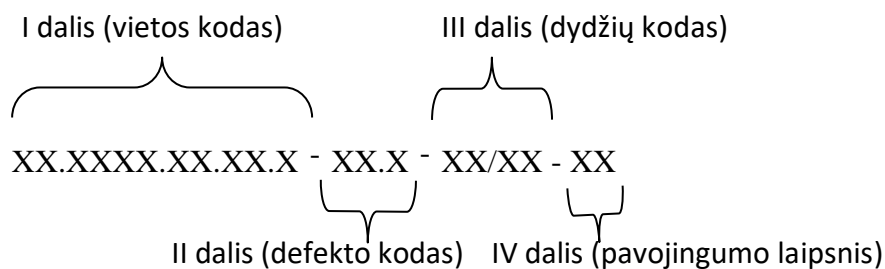 I dalis (vietos kodas) III dalis (dydžių kodas)
XX.XXXX.XX.XX.X - XX.X - XX/XX - XX
II dalis (defekto kodas) IV dalis (pavojingumo laipsnis)